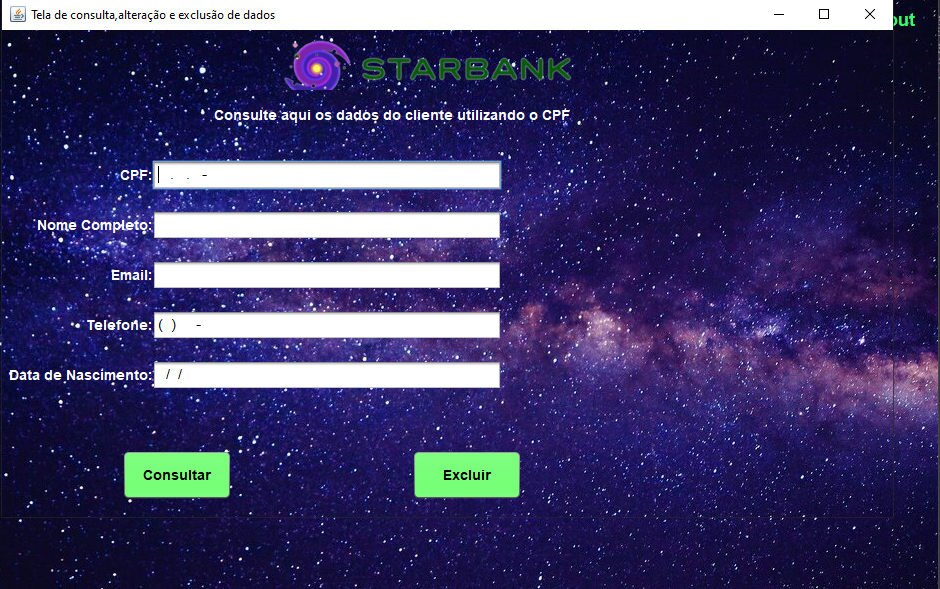 Tela de consulta,alteração e exclusão de dados
out
STARBANK
Consulte aqui os dados do cliente utilizando o CPF
CPF: . . -
Nome Completo:
Email:
Telefone: ( ) -
Data de Nascimento: / /
Consultar
Excluir